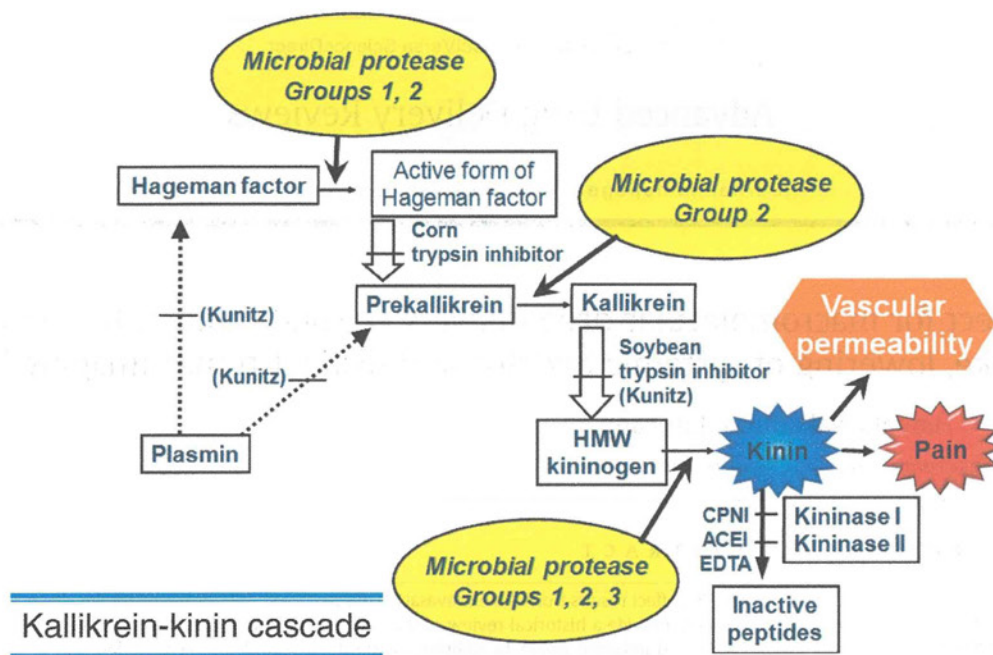 Microbial protease
Groups 1, 2
Hageman factor
Active form of
Hageman factor
Microbial protease
Group 2
Corn
trypsin inhibitor
Prekallikrein
Kallikrein
Vascular
permeability
(Kunitz)
(Kunitz)
Soybean
trypsin inhibitor
(Kunitz)
Plasmin
HMW
kininogen
Kinin
Pain
CPNI
ACEI
EDTA
Kininase I
Kininase II
Microbial protease
Groups 1, 2, 3
Inactive
peptides
Kallikrein-kinin cascade